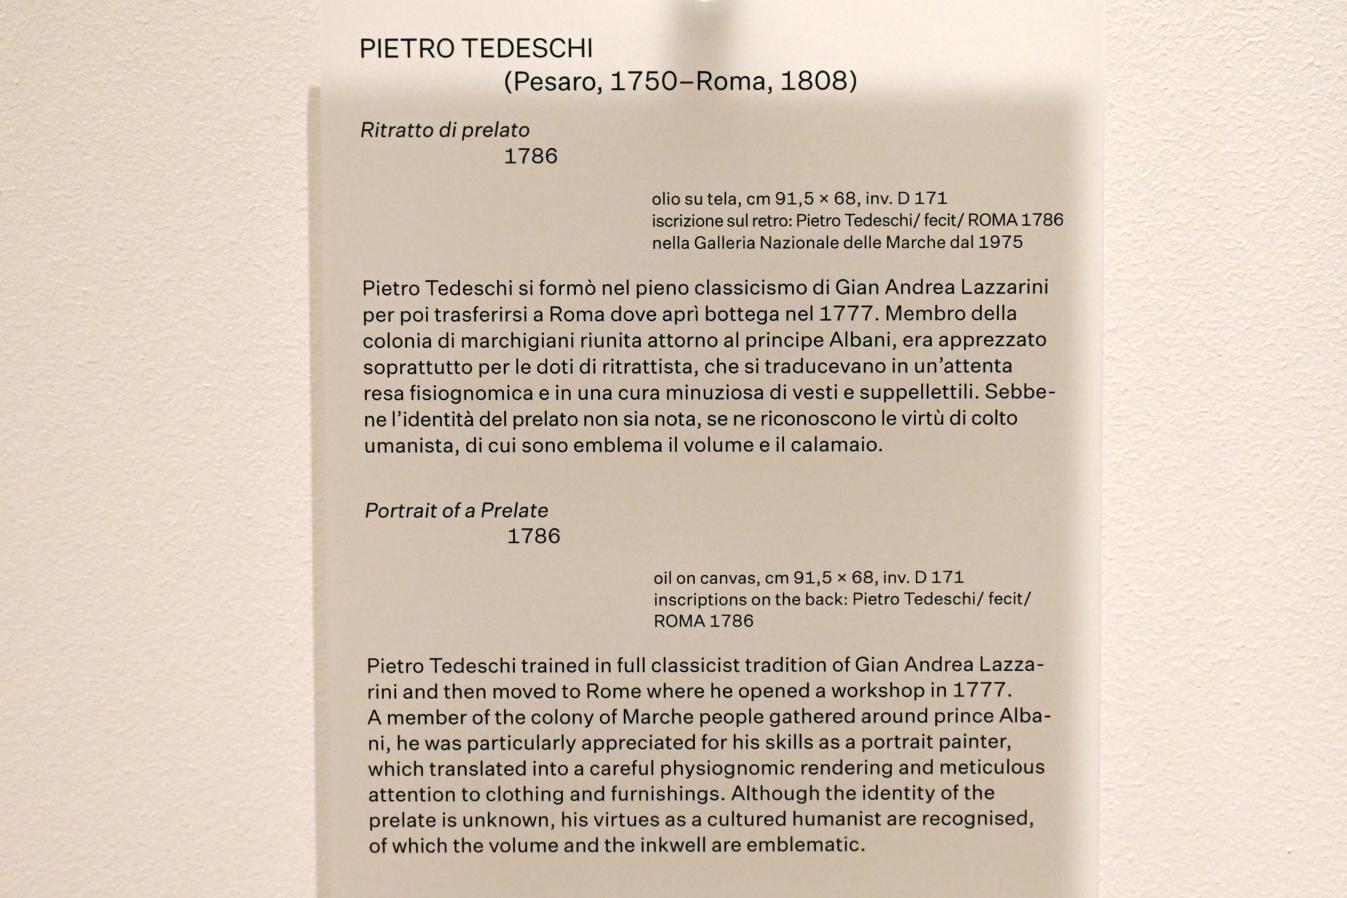 PIETRO TEDESCHI
(Pesaro, 1750–Roma, 1808)
Ritratto di prelato
1786
olio su tela, cm 91,5 × 68, inv. D 171
iscrizione sul retro: Pietro Tedeschi/ fecit/ ROMA 1786
nella Galleria Nazionale delle Marche dal 1975
Pietro Tedeschi si formò nel pieno classicismo di Gian Andrea Lazzarini
per poi trasferirsi a Roma dove aprì bottega nel 1777. Membro della
colonia di marchigiani riunita attorno al principe Albani, era apprezzato
soprattutto per le doti di ritrattista, che si traducevano in un’attenta
resa fisiognomica e in una cura minuziosa di vesti e suppellettili. Sebbe-
ne l’identità del prelato non sia nota, se ne riconoscono le virtù di colto
umanista, di cui sono emblema il volume e il calamaio.
Portrait of a Prelate
1786
oil on canvas, cm 91,5 × 68, inv. D 171
inscriptions on the back: Pietro Tedeschi/ fecit/
ROMA 1786
Pietro Tedeschi trained in full classicist tradition of Gian Andrea Lazza-
rini and then moved to Rome where he opened a workshop in 1777.
A member of the colony of Marche people gathered around prince Alba-
ni, he was particularly appreciated for his skills as a portrait painter,
which translated into a careful physiognomic rendering and meticulous
attention to clothing and furnishings. Although the identity of the
prelate is unknown, his virtues as a cultured humanist are recognised,
of which the volume and the inkwell are emblematic.